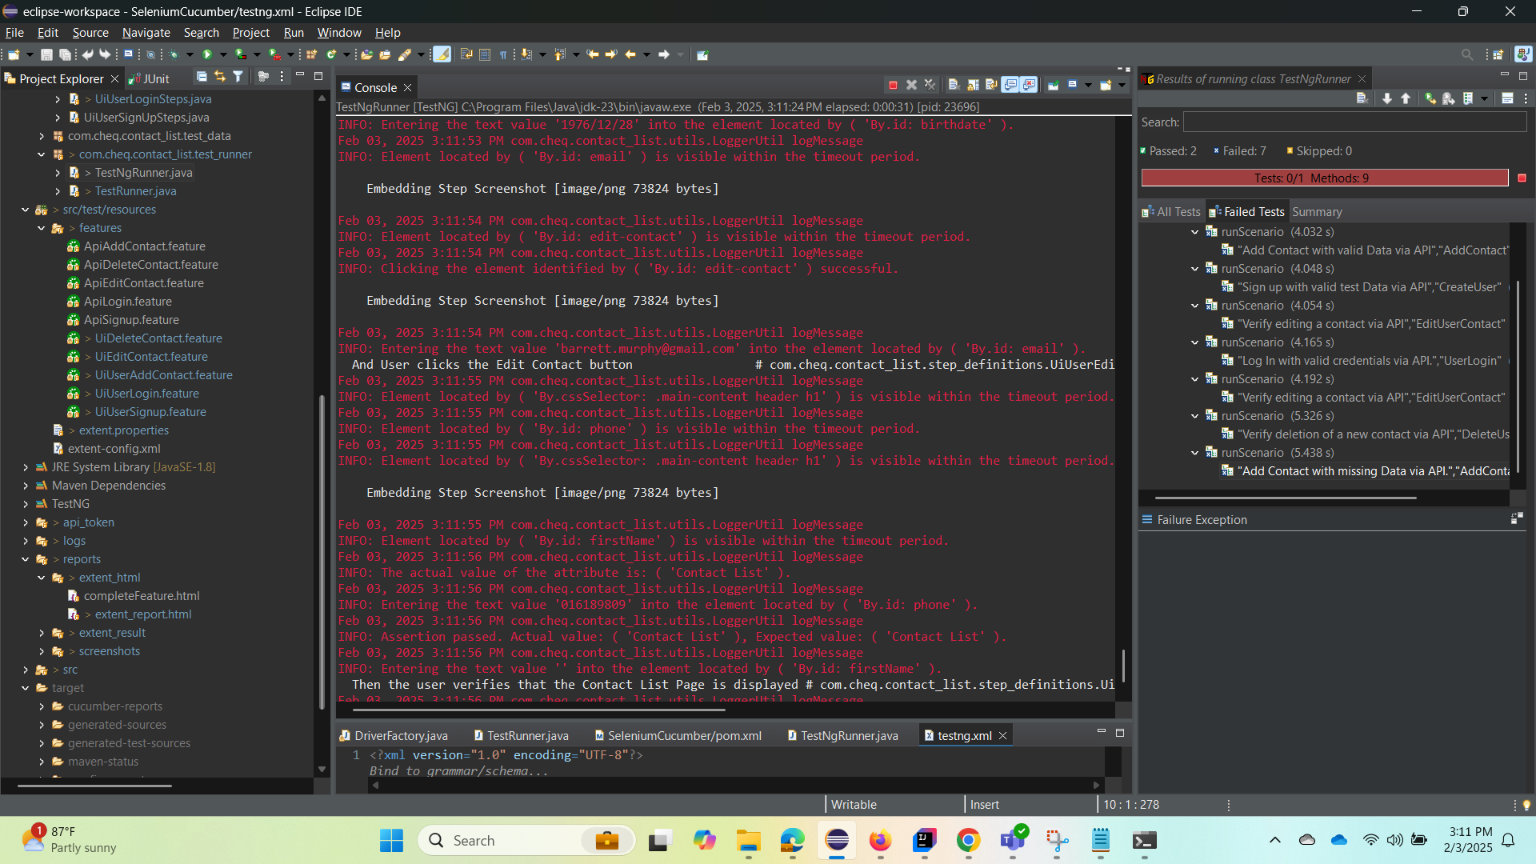 eclipse-workspace - SeleniumCucumber/testng.xml - Eclipse IDE
File Edit Source Navigate Search Project Run Window Help
Project Explorer
JUnit
> UiUserLoginSteps.java
UiUserSignUpSteps.java
com.cheq.contact_list.test_data
> com.cheq.contact_list.test_runner
> TestNgRunner.java
> TestRunner.java
> src/test/resources
> features
ApiAddContact.feature
ApiDeleteContact.feature
ApiEditContact.feature
ApiLogin.feature
ApiSignup.feature
> UiDeleteContact.feature
> UiEditContact.feature
> UiUserAddContact.feature
> UiUserLogin.feature
> UiUserSignup.feature
> extent.properties
extent-config.xml
JRE System Library [JavaSE-1.8]
Maven Dependencies
TestNG
> api_token
> logs
> reports
> extent_html
completeFeature.html
> extent_report.html
> extent_result
> screenshots
> src
target
cucumber-reports
generated-sources
generated-test-sources
maven-status
Console
TestNgRunner [TestNG] C:\Program Files\Java\jdk-23\bin\javaw.exe (Feb 3, 2025, 3:11:24 PM elapsed: 0:00:31) [pid: 23696]
INFO: Entering the text value '1976/12/28' into the element located by ( 'By.id: birthdate' ).
Feb 03, 2025 3:11:53 PM com.cheq.contact_list.utils.LoggerUtil logMessage
INFO: Element located by ( 'By.id: email' ) is visible within the timeout period.
Embedding Step Screenshot [image/png 73824 bytes]
Feb 03, 2025 3:11:54 PM com.cheq.contact_list.utils.LoggerUtil logMessage
INFO: Element located by ( 'By.id: edit-contact' ) is visible within the timeout period.
Feb 03, 2025 3:11:54 PM com.cheq.contact_list.utils.LoggerUtil logMessage
INFO: Clicking the element identified by ( 'By.id: edit-contact' ) successful.
Embedding Step Screenshot [image/png 73824 bytes]
Feb 03, 2025 3:11:54 PM com.cheq.contact_list.utils.LoggerUtil logMessage
INFO: Entering the text value 'barrett.murphy@gmail.com' into the element located by ( 'By.id: email' ).
And User clicks the Edit Contact button # com.cheq.contact_list.step_definitions.UiUserEdi
Feb 03, 2025 3:11:55 PM com.cheq.contact_list.utils.LoggerUtil logMessage
INFO: Element located by ( 'By.cssSelector: .main-content header h1' ) is visible within the timeout period.
Feb 03, 2025 3:11:55 PM com.cheq.contact_list.utils.LoggerUtil logMessage
INFO: Element located by ( 'By.id: phone' ) is visible within the timeout period.
Feb 03, 2025 3:11:55 PM com.cheq.contact_list.utils.LoggerUtil logMessage
INFO: Element located by ( 'By.cssSelector: .main-content header h1' ) is visible within the timeout period.
Embedding Step Screenshot [image/png 73824 bytes]
Feb 03, 2025 3:11:55 PM com.cheq.contact_list.utils.LoggerUtil logMessage
INFO: Element located by ( 'By.id: firstName' ) is visible within the timeout period.
Feb 03, 2025 3:11:56 PM com.cheq.contact_list.utils.LoggerUtil logMessage
INFO: The actual value of the attribute is: ( 'Contact List' ).
Feb 03, 2025 3:11:56 PM com.cheq.contact_list.utils.LoggerUtil logMessage
INFO: Entering the text value '016189809' into the element located by ( 'By.id: phone' ).
Feb 03, 2025 3:11:56 PM com.cheq.contact_list.utils.LoggerUtil logMessage
INFO: Assertion passed. Actual value: ( 'Contact List' ), Expected value: ( 'Contact List' ).
Feb 03, 2025 3:11:56 PM com.cheq.contact_list.utils.LoggerUtil logMessage
INFO: Entering the text value '' into the element located by ( 'By.id: firstName' ).
Then the user verifies that the Contact List Page is displayed # com.cheq.contact_list.step_definitions.Ui
Feb 03, 2025 3:11:56 PM com.cheq.contact_list.utils.LoggerUtil logMessage
DriverFactory.java TestRunner.java SeleniumCucumber/pom.xml TestNgRunner.java testng.xml
1 <?xml version="1.0" encoding="UTF-8"?>
Bind to grammar/schema...
Results of running class TestNgRunner
Search:
Passed: 2 Failed: 7 Skipped: 0
Tests: 0/1 Methods: 9
All Tests Failed Tests Summary
runScenario (4.032 s)
"Add Contact with valid Data via API","AddContact"
runScenario (4.048 s)
"Sign up with valid test Data via API","CreateUser"
runScenario (4.054 s)
"Verify editing a contact via API","EditUserContact"
runScenario (4.165 s)
"Log In with valid credentials via API.","UserLogin"
runScenario (4.192 s)
"Verify editing a contact via API","EditUserContact"
runScenario (5.326 s)
"Verify deletion of a new contact via API","DeleteUs
runScenario (5.438 s)
"Add Contact with missing Data via API.","AddConta
Failure Exception
Writable Insert 10 : 1 : 278
1
87°F
Partly sunny
Search
3:11 PM
2/3/2025